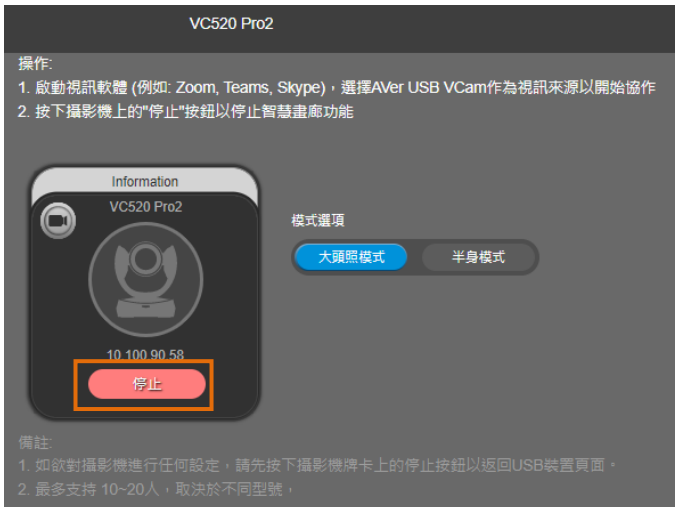 VC520 Pro2
操作:
1. 啟動視訊軟體 (例如: Zoom, Teams, Skype)，選擇AVer USB VCam作為視訊來源以開始協作
2. 按下攝影機上的"停止"按鈕以停止智慧畫廊功能
Information
VC520 Pro2
模式選項
大頭照模式
半身模式
10.100.90.58
停止
備註:
1. 如欲對攝影機進行任何設定，請先按下攝影機牌卡上的停止按鈕以返回USB裝置頁面。
2. 最多支持 10~20人，取決於不同型號，